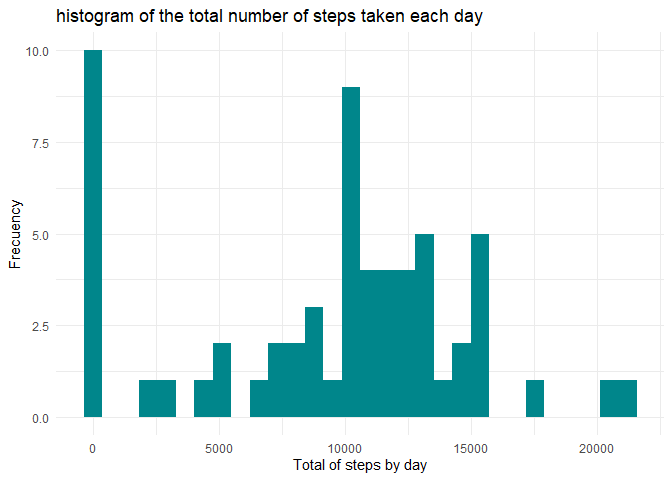 histogram of the total number of steps taken each day
10.0
7.5
5.0
2.5
0.0
Frecuency
0 5000 10000 15000 20000
Total of steps by day